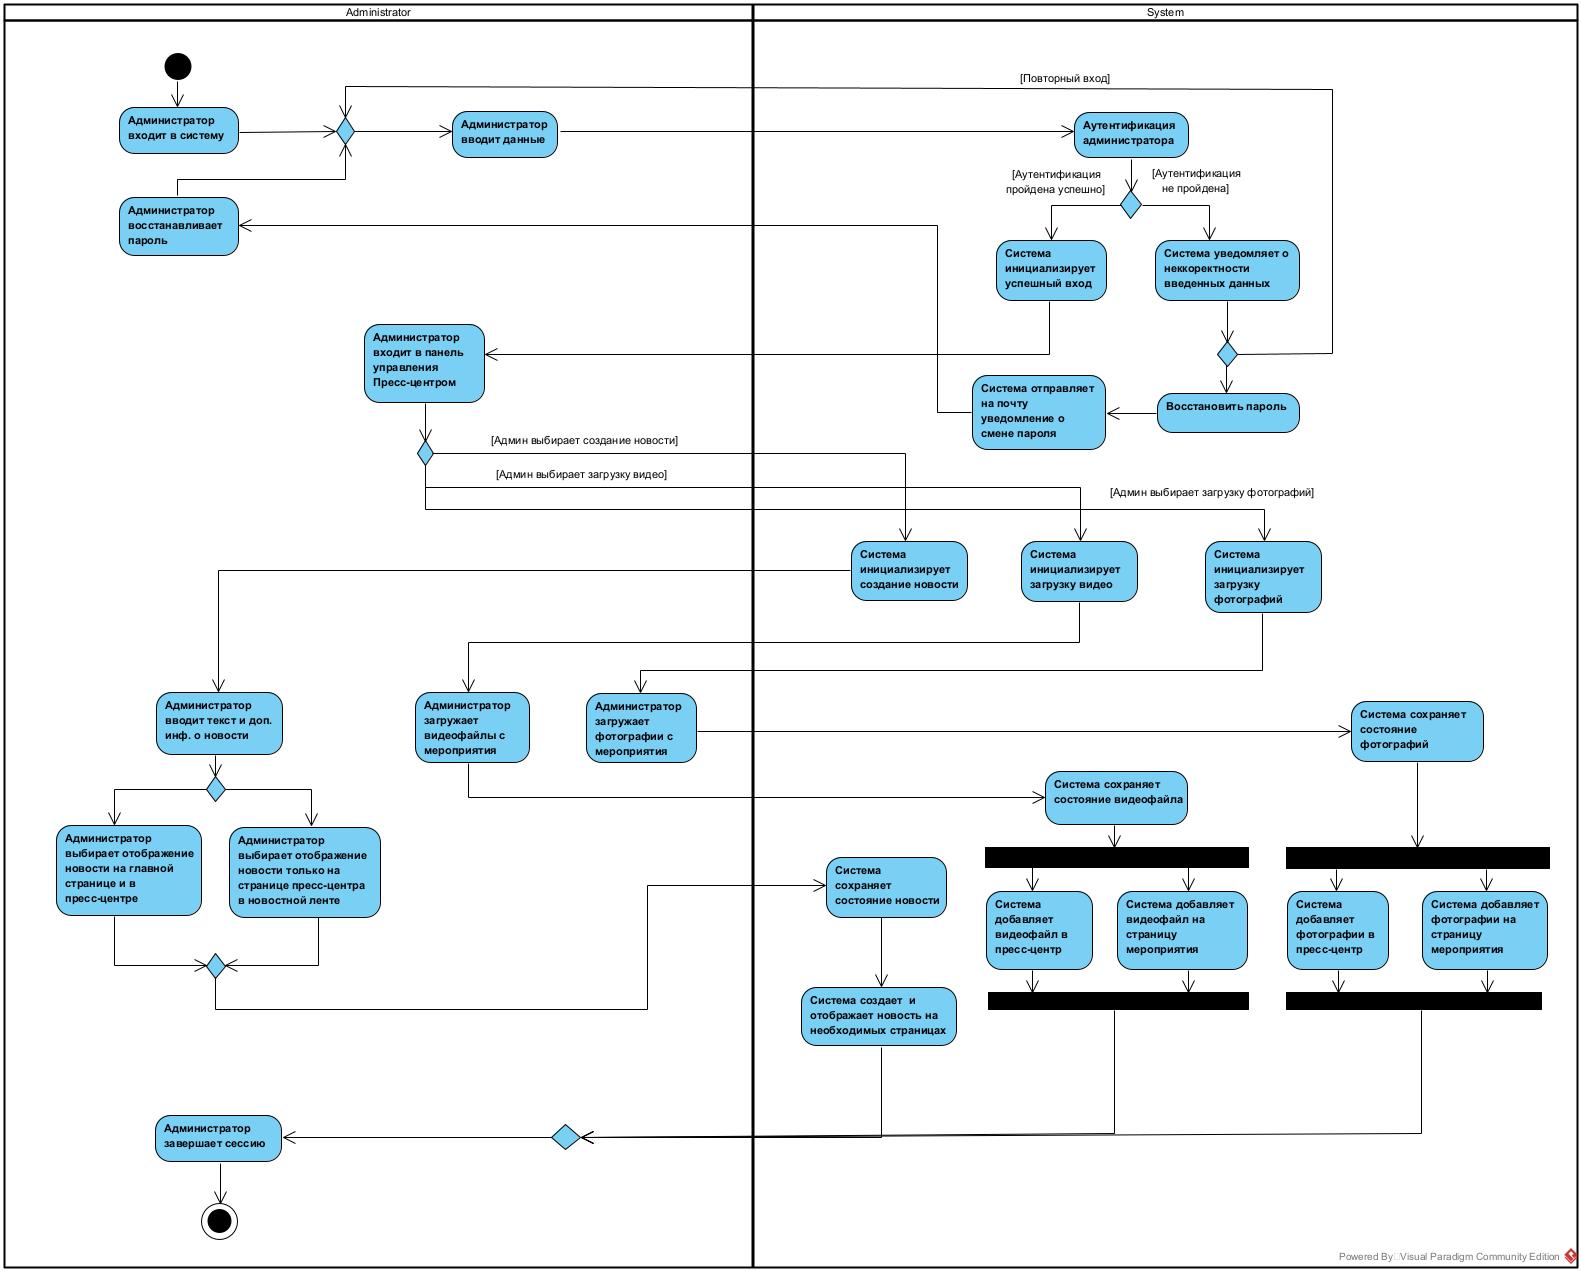 Administrator
System
[Повторный вход]
Администратор
входит в систему
Администратор
вводит данные
Аутентификация
администратора
[Аутентификация
пройдена успешно]
[Аутентификация
не пройдена]
Администратор
восстанавливает
пароль
Система
инициализирует
успешный вход
Система уведомляет о
неккоректности
введенных данных
Администратор
входит в панель
управления
Пресс-центром
Система отправляет
на почту
уведомление о
смене пароля
Восстановить пароль
[Админ выбирает создание новости]
[Админ выбирает загрузку видео]
[Админ выбирает загрузку фотографий]
Система
инициализирует
создание новости
Система
инициализирует
загрузку видео
Система
инициализирует
загрузку
фотографий
Администратор
вводит текст и доп.
инф. о новости
Администратор
загружает
видеофайлы с
мероприятия
Администратор
загружает
фотографии с
мероприятия
Система сохраняет
состояние
фотографий
Система сохраняет
состояние видеофайла
Администратор
выбирает отображение
новости на главной
странице и в
пресс-центре
Администратор
выбирает отображение
новости только на
странице пресс-центра
в новостной ленте
Система
сохраняет
состояние новости
Система
добавляет
видеофайл в
пресс-центр
Система добавляет
видеофайл на
страницу
мероприятия
Система
добавляет
фотографии в
пресс-центр
Система добавляет
фотографии на
страницу
мероприятия
Система создает и
отображает новость на
необходимых страницах
Администратор
завершает сессию
Powered By Visual Paradigm Community Edition